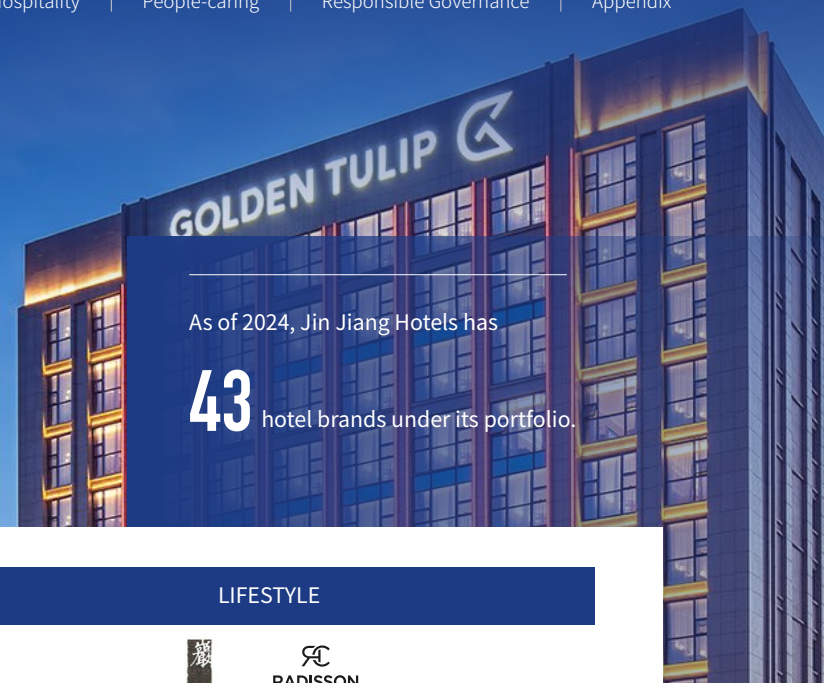 ospitality | People-caring | Responsible Governance | Appendix
GOLDEN TULIP
As of 2024, Jin Jiang Hotels has
43 hotel brands under its portfolio.
LIFESTYLE
RADISSON